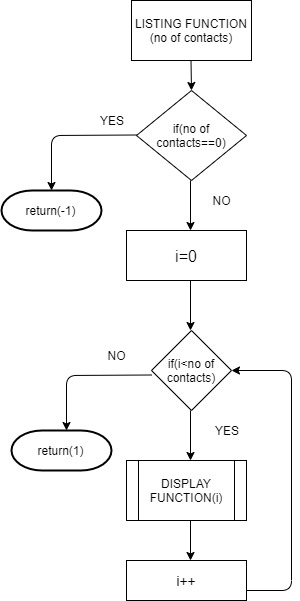 LISTING FUNCTION
(no of contacts)
if(no of
contacts==0)
YES
return(-1)
NO
i=0
if(i<no of
contacts)
NO
return(1)
YES
DISPLAY
FUNCTION(i)
i++